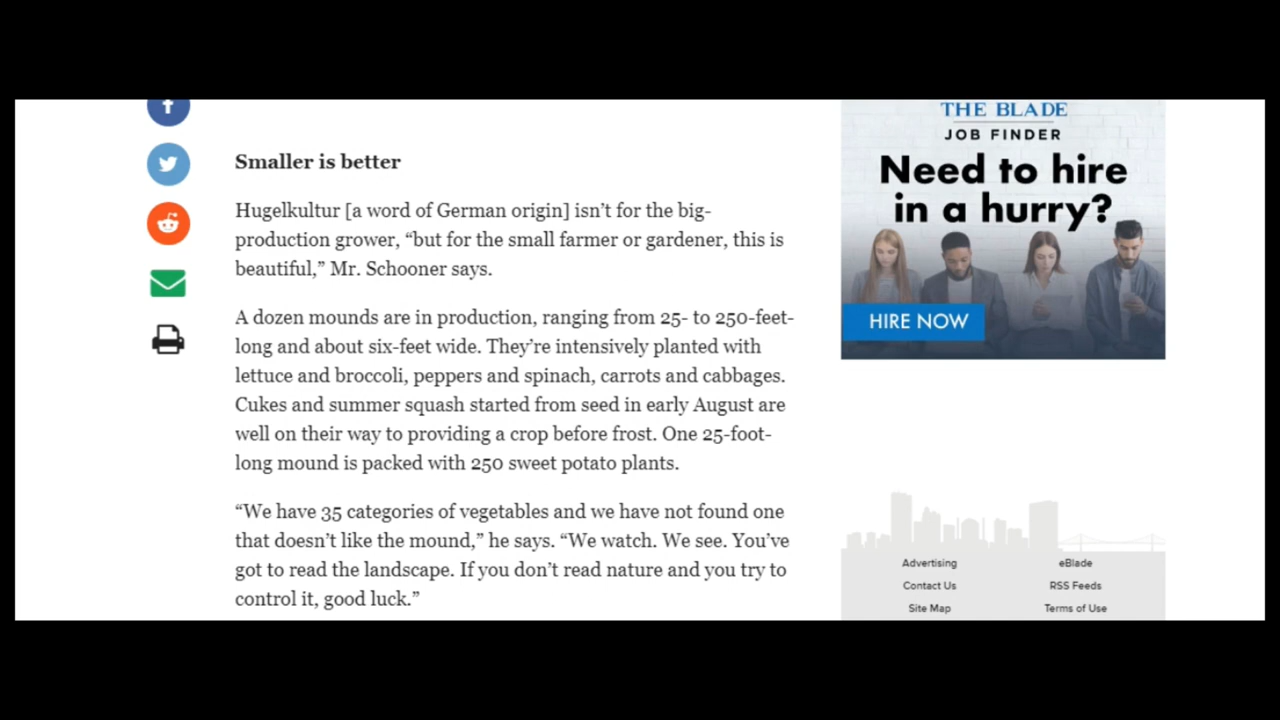 Smaller is better
Hugelkultur [a word of German origin] isn’t for the big-
production grower, “but for the small farmer or gardener, this is
beautiful,” Mr. Schooner says.
A dozen mounds are in production, ranging from 25- to 250-feet-
long and about six-feet wide. They’re intensively planted with
lettuce and broccoli, peppers and spinach, carrots and cabbages.
Cukes and summer squash started from seed in early August are
well on their way to providing a crop before frost. One 25-foot-
long mound is packed with 250 sweet potato plants.
“We have 35 categories of vegetables and we have not found one
that doesn’t like the mound,” he says. “We watch. We see. You’ve
got to read the landscape. If you don’t read nature and you try to
control it, good luck.”
THE BLADE
JOB FINDER
Need to hire
in a hurry?
HIRE NOW
Advertising eBlade
Contact Us RSS Feeds
Site Map Terms of Use